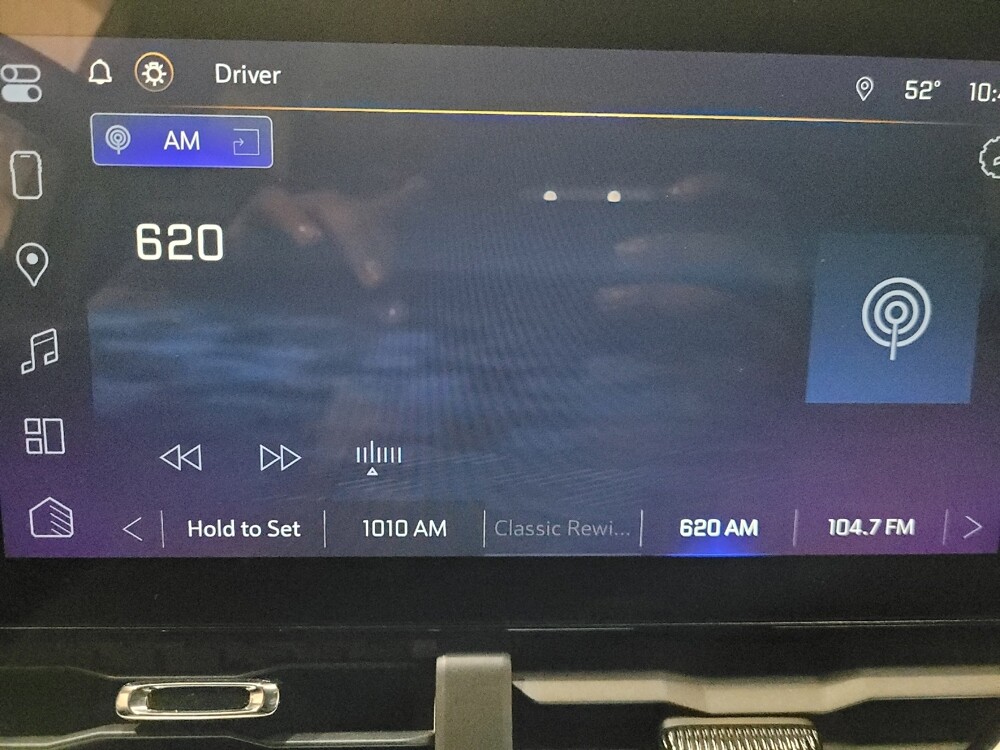 Driver
52°
AM
620
Hold to Set
1010 AM
Classic Rewi...
620 AM
104.7 FM